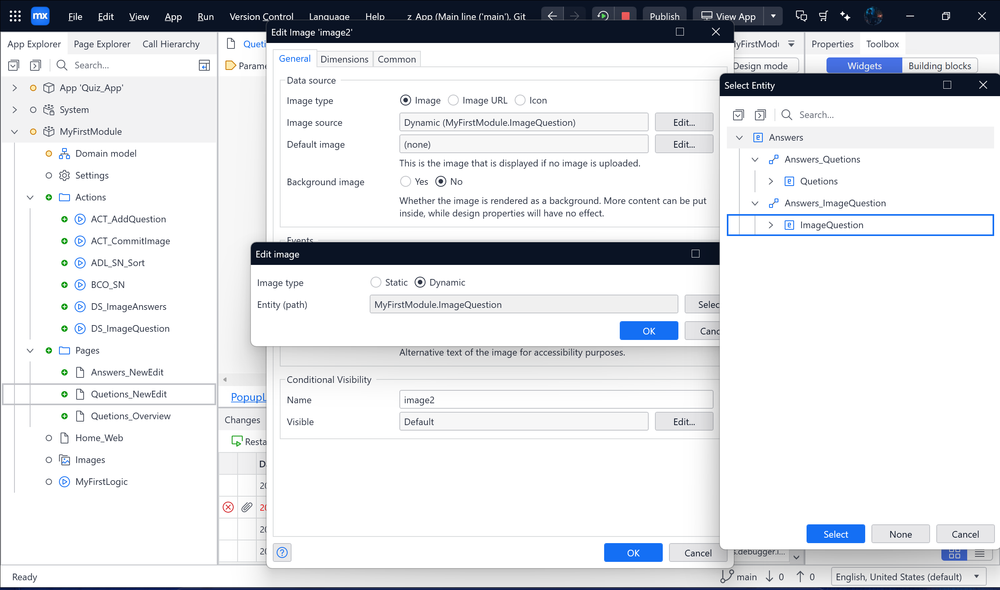 mx File Edit View App Run Version Control Language Help z App (Main line ('main'), Git Publish View App
App Explorer Page Explorer Call Hierarchy
Search...
App 'Quiz_App'
System
MyFirstModule
Domain model
Settings
Actions
ACT_AddQuestion
ACT_CommitImage
ADL_SN_Sort
BCO_SN
DS_ImageAnswers
DS_ImageQuestion
Pages
Answers_NewEdit
Quetions_NewEdit
Quetions_Overview
Home_Web
Images
MyFirstLogic
Queti
Parame
PopupL
Changes
Resta
Da
20
20
20
20
Edit Image 'image2'
General Dimensions Common
Data source
Image type Image Image URL Icon
Image source Dynamic (MyFirstModule.ImageQuestion) Edit...
Default image (none) Edit...
This is the image that is displayed if no image is uploaded.
Background image Yes No
Whether the image is rendered as a background. More content can be put
inside, while design properties will have no effect.
Events
Edit image
Image type Static Dynamic
Entity (path) MyFirstModule.ImageQuestion Selec
OK Canc
Alternative text of the image for accessibility purposes.
Conditional Visibility
Name image2
Visible Default Edit...
? OK Cancel
MyFirstModu
Design mode
Properties Toolbox
Widgets Building blocks
Select Entity
Search...
Answers
Answers_Quetions
Quetions
Answers_ImageQuestion
ImageQuestion
Select None Cancel
s.debugger.i...
Ready main 0 0 English, United States (default)